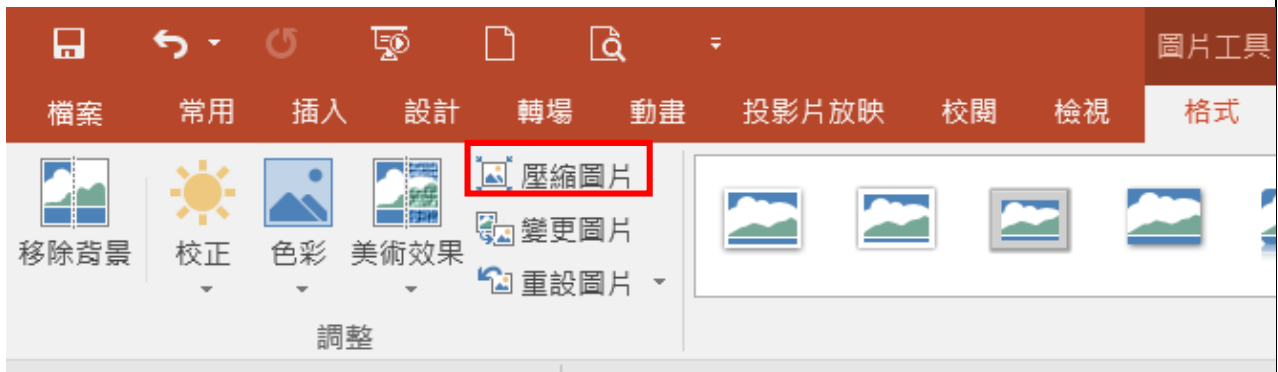 圖片工具
檔案 常用 插入 設計 轉場 動畫 投影片放映 校閱 檢視 格式
壓縮圖片
變更圖片
移除背景 校正 色彩 美術效果
重設圖片
調整